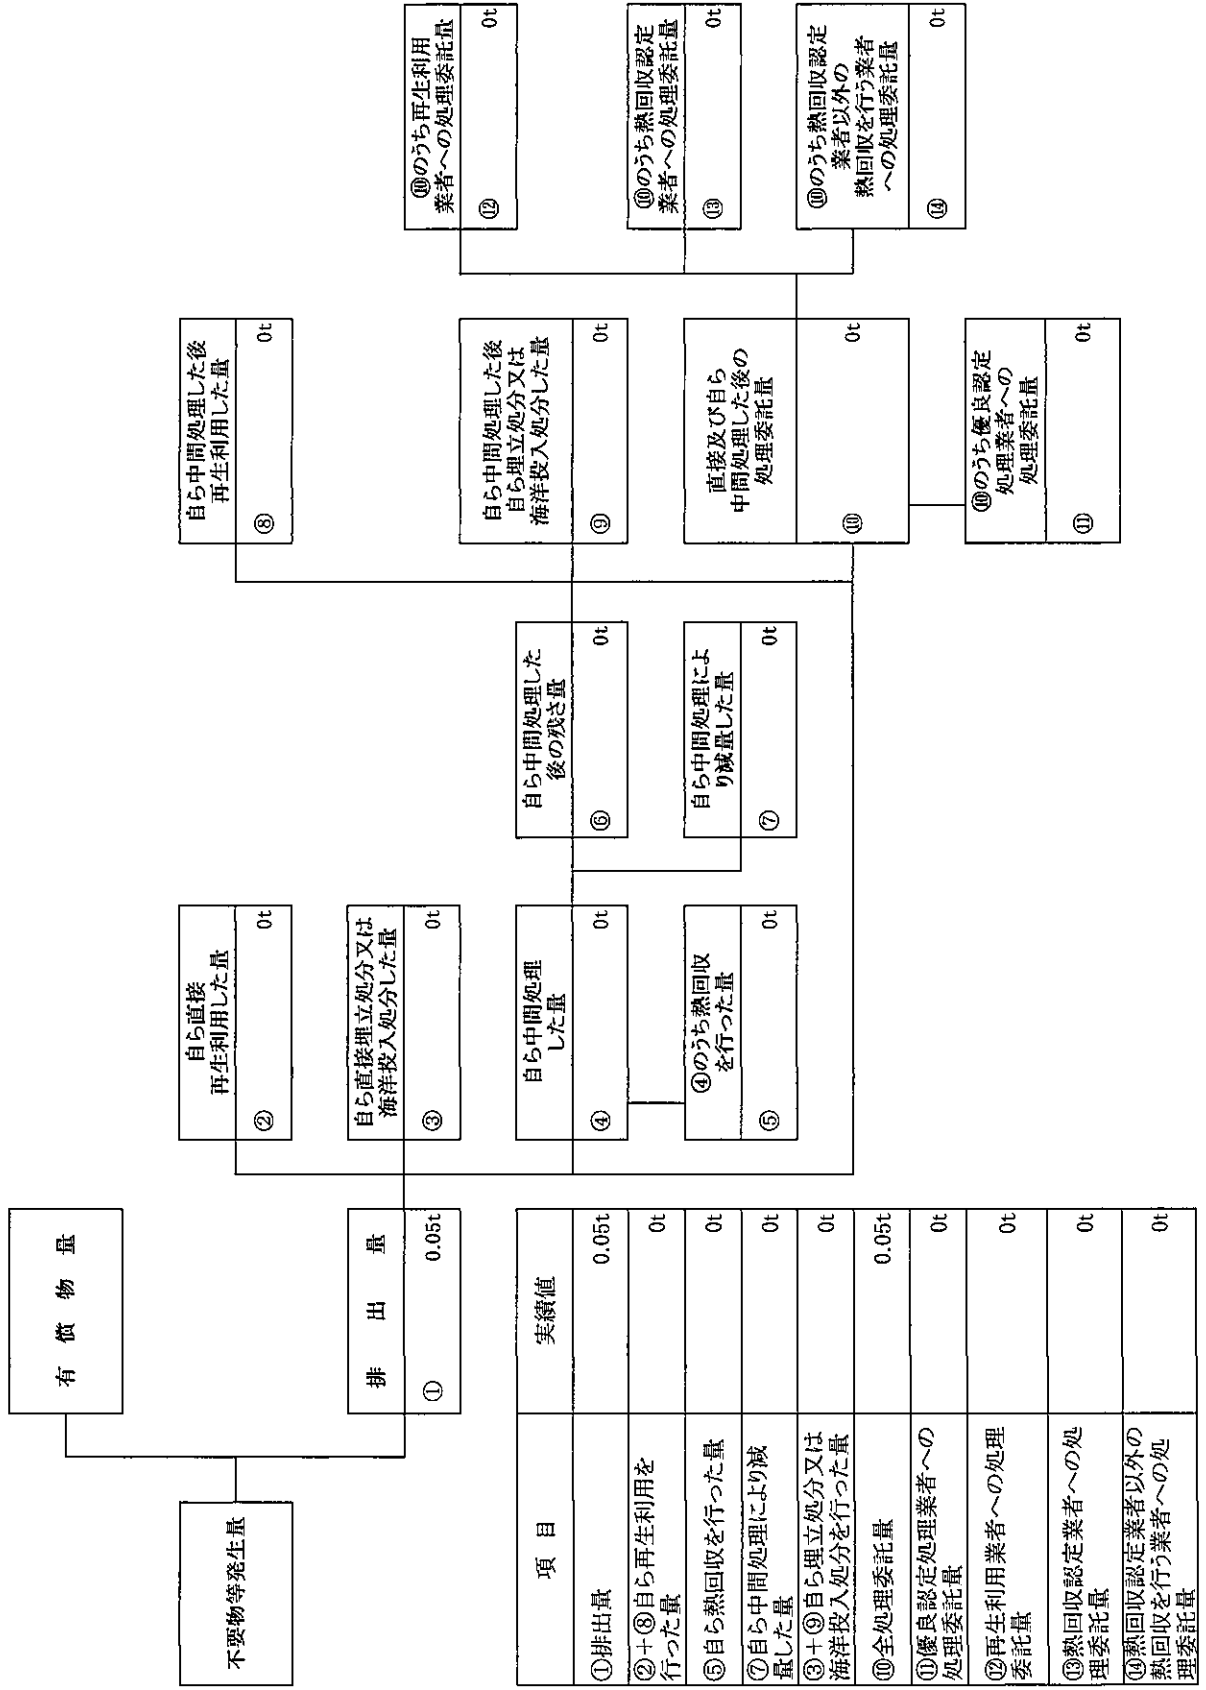 不要物等発生量
有 償 物 量
排 出 量
① 0.05t
自ら直接
再生利用した量
② 0t
自ら直接埋立処分又は
海洋投入処分した量
③ 0t
自ら中間処理
した量
④ 0t
④のうち熱回収
を行った量
⑤ 0t
自ら中間処理した
後の残さ量
⑥ 0t
自ら中間処理によ
り減量した量
⑦ 0t
自ら中間処理した後
再生利用した量
⑧ 0t
自ら中間処理した後
自ら埋立処分又は
海洋投入処分した量
⑨ 0t
直接及び自ら
中間処理した後の
処理委託量
⑩ 0t
⑩のうち優良認定
処理業者への
処理委託量
⑪ 0t
⑩のうち再生利用
業者への処理委託量
⑫ 0t
⑩のうち熱回収認定
業者への処理委託量
⑬ 0t
⑩のうち熱回収認定
業者以外の
熱回収を行う業者
への処理委託量
⑭ 0t
項 目 実績値
①排出量 0.05t
②+⑧自ら再生利用を
行った量 0t
⑤自ら熱回収を行った量 0t
⑦自ら中間処理により減
量した量 0t
③+⑨自ら埋立処分又は
海洋投入処分を行った量 0t
⑩全処理委託量 0.05t
⑪優良認定処理業者への
処理委託量 0t
⑫再生利用業者への処理
委託量 0t
⑬熱回収認定業者への処
理委託量 0t
⑭熱回収認定業者以外の
熱回収を行う業者への処
理委託量 0t